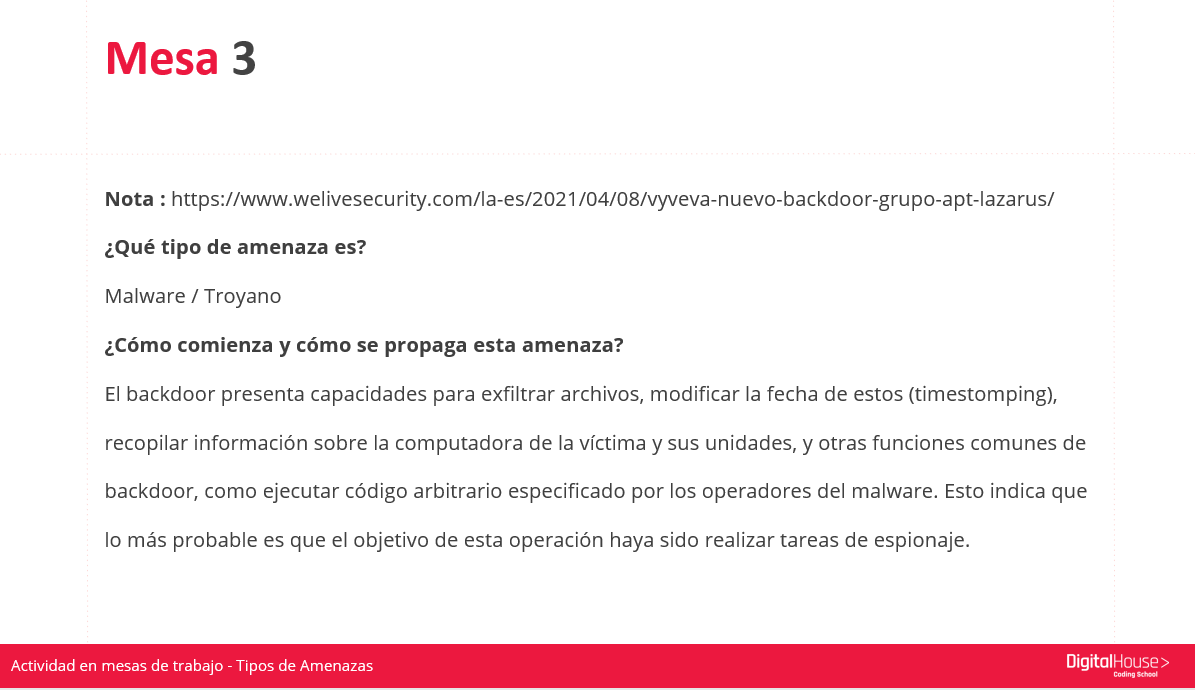 Mesa 3
Nota : https://www.welivesecurity.com/la-es/2021/04/08/vyveva-nuevo-backdoor-grupo-apt-lazarus/
¿Qué tipo de amenaza es?
Malware / Troyano
¿Cómo comienza y cómo se propaga esta amenaza?
El backdoor presenta capacidades para exfiltrar archivos, modificar la fecha de estos (timestomping),
recopilar información sobre la computadora de la víctima y sus unidades, y otras funciones comunes de
backdoor, como ejecutar código arbitrario especificado por los operadores del malware. Esto indica que
lo más probable es que el objetivo de esta operación haya sido realizar tareas de espionaje.
Actividad en mesas de trabajo - Tipos de Amenazas
DigitalHouse>
Coding School